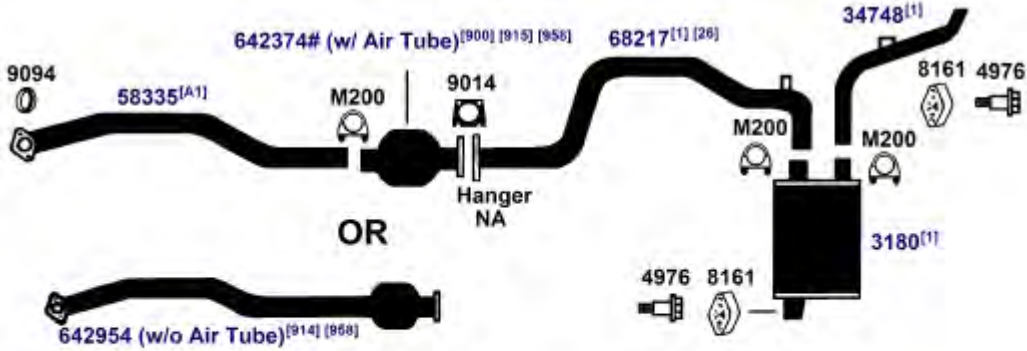 34748[1]
642374# (w/ Air Tube)[900] [915] [958]
68217[1] [26]
9094
58335[A1]
M200
9014
8161 4976
M200
M200
Hanger
NA
OR
3180[1]
4976 8161
642954 (w/o Air Tube)[914] [958]